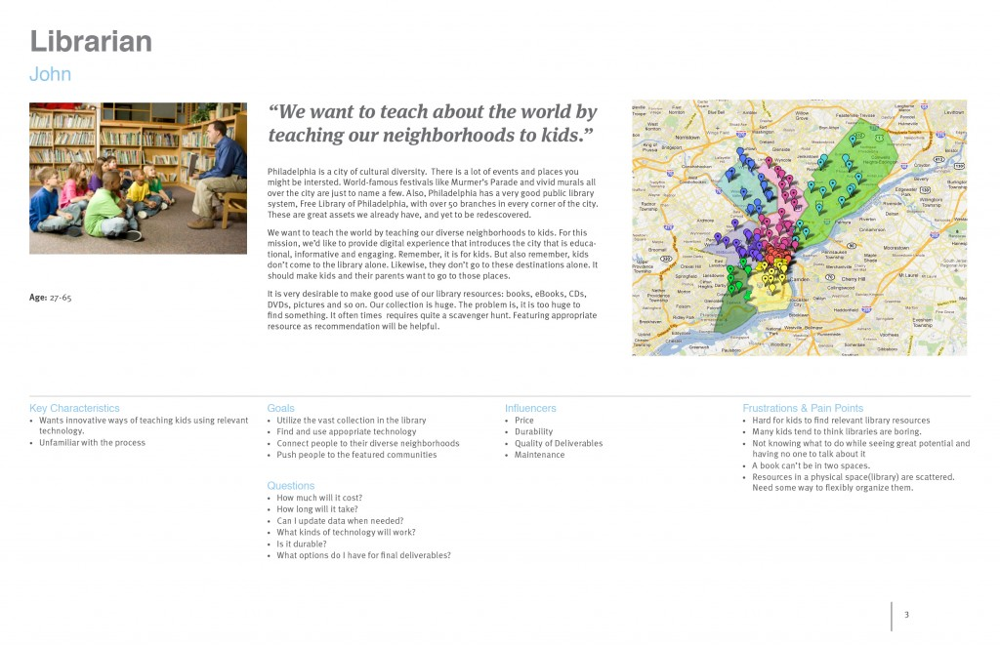 Librarian
John
“We want to teach about the world by
teaching our neighborhoods to kids.”
Philadelphia is a city of cultural diversity.  There is a lot of events and places you
might be intersted. World-famous festivals like Murmer’s Parade and vivid murals all
over the city are just to name a few. Also, Philadelphia has a very good public library
system, Free Library of Philadelphia, with over 50 branches in every corner of the city.
These are great assets we already have, and yet to be redescovered.
We want to teach the world by teaching our diverse neighborhoods to kids. For this
mission, we’d like to provide digital experience that introduces the city that is educa-
tional, informative and engaging. Remember, it is for kids. But also remember, kids
don’t come to the library alone. Likewise, they don’t go to these destinations alone. It
should make kids and their parents want to go to those places.
It is very desirable to make good use of our library resources: books, eBooks, CDs,
DVDs, pictures and so on. Our collection is huge. The problem is, it is too huge to
find something. It often times  requires quite a scavenger hunt. Featuring appropriate
resource as recommendation will be helpful.
Age: 27-65
Norristown
Camden
Cherry Hill
Mt Laurel
Moorestown
Levittown
Haddonfield
Woodbury
Key Characteristics
• Wants innovative ways of teaching kids using relevant
technology.
• Unfamiliar with the process
Goals
• Utilize the vast collection in the library
• Find and use appopriate technology
• Connect people to their diverse neighborhoods
• Push people to the featured communities
Questions
• How much will it cost?
• How long will it take?
• Can I update data when needed?
• What kinds of technology will work?
• Is it durable?
• What options do I have for final deliverables?
Influencers
• Price
• Durability
• Quality of Deliverables
• Maintenance
Frustrations & Pain Points
• Hard for kids to find relevant library resources
• Many kids tend to think libraries are boring.
• Not knowing what to do while seeing great potential and
having no one to talk about it
• A book can’t be in two spaces.
• Resources in a physical space(library) are scattered.
Need some way to flexibly organize them.
3